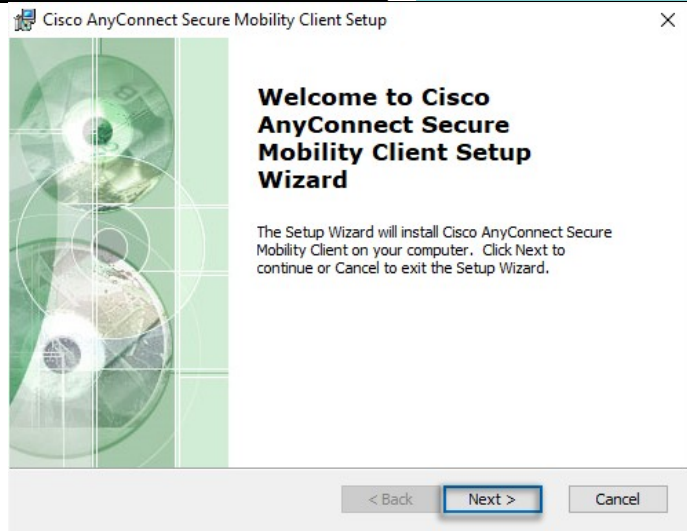 Cisco AnyConnect Secure Mobility Client Setup
Welcome to Cisco
AnyConnect Secure
Mobility Client Setup
Wizard
The Setup Wizard will install Cisco AnyConnect Secure
Mobility Client on your computer. Click Next to
continue or Cancel to exit the Setup Wizard.
< Back Next > Cancel